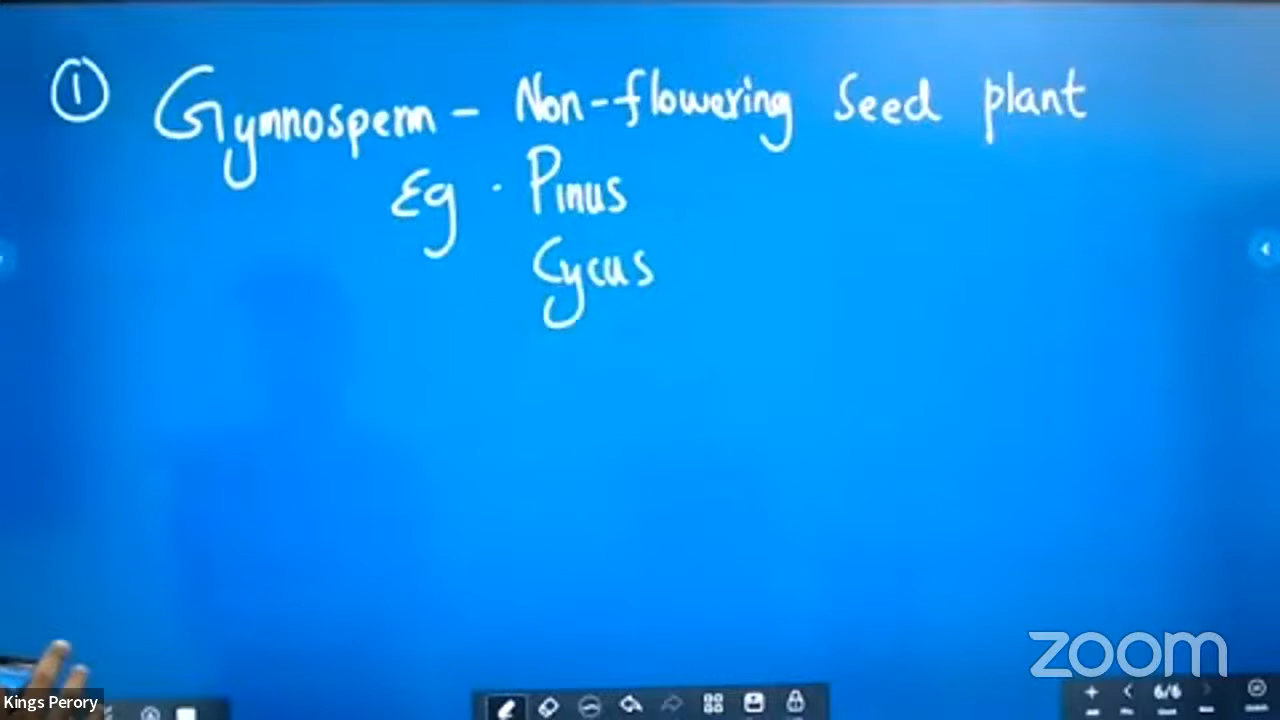 ① Gymnosperm - Non-flowering Seed plant
Eg · Pinus
Cycus
zoom
Kings Perory
6/6